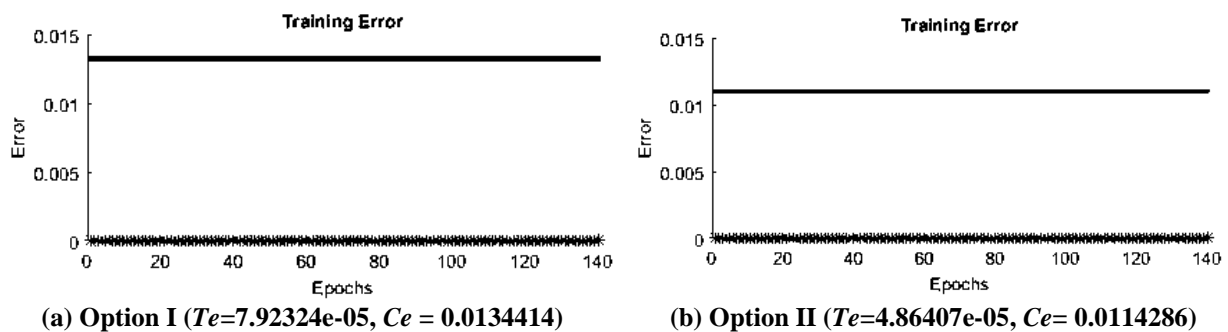 Training Error
0.015
0.01
0.005
0
Error
0 20 40 60 80 100 120 140
Epochs
(a) Option I (Te=7.92324e-05, Ce = 0.0134414)
Training Error
0.015
0.01
0.005
0
Error
0 20 40 60 80 100 120 140
Epochs
(b) Option II (Te=4.86407e-05, Ce= 0.0114286)